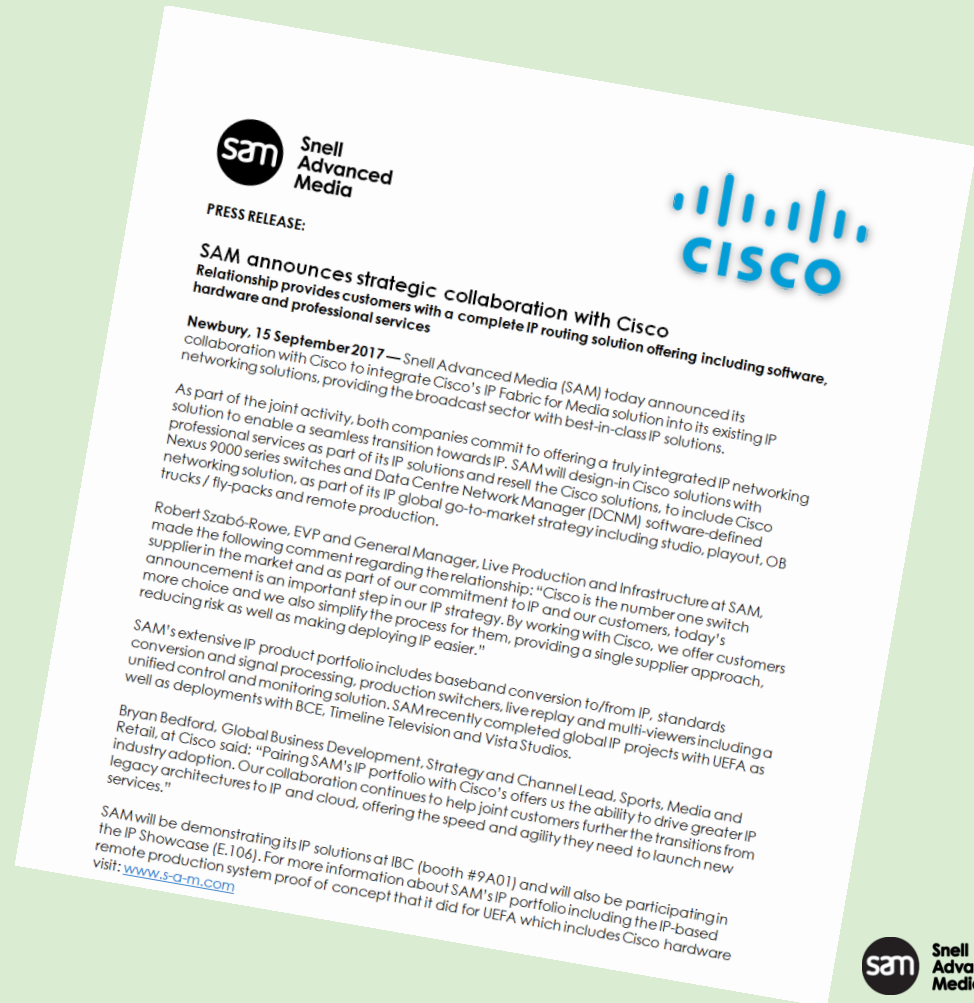 sam
Snell
Advanced
Media
CISCO
PRESS RELEASE:
SAM announces strategic collaboration with Cisco
Relationship provides customers with a complete IP routing solution offering including software,
hardware and professional services
Newbury, 15 September 2017 — Snell Advanced Media (SAM) today announced its
collaboration with Cisco to integrate Cisco's IP Fabric for Media solution into its existing IP
networking solutions, providing the broadcast sector with best-in-class IP solutions.
As part of the joint activity, both companies commit to offering a truly integrated IP networking
solution to enable a seamless transition towards IP. SAM will design-in Cisco solutions with
professional services as part of its IP solutions and resell the Cisco solutions, to include Cisco
Nexus 9000 series switches and Data Centre Network Manager (DCNM) software-defined
networking solution, as part of its IP global go-to-market strategy including studio, playout, OB
trucks / fly-packs and remote production.
Robert Szabó-Rowe, EVP and General Manager, Live Production and Infrastructure at SAM,
made the following comment regarding the relationship: "Cisco is the number one switch
supplier in the market and as part of our commitment to IP and our customers, today's
announcement is an important step in our IP strategy. By working with Cisco, we offer customers
more choice and we also simplify the process for them, providing a single supplier approach,
reducing risk as well as making deploying IP easier."
SAM's extensive IP product portfolio includes baseband conversion to/from IP, standards
conversion and signal processing, production switchers, live replay and multi-viewers including a
unified control and monitoring solution. SAM recently completed global IP projects with UEFA as
well as deployments with BCE, Timeline Television and Vista Studios.
Bryan Bedford, Global Business Development, Strategy and Channel Lead, Sports, Media and
Retail, at Cisco said: "Pairing SAM's IP portfolio with Cisco's offers us the ability to drive greater IP
industry adoption. Our collaboration continues to help joint customers further the transitions from
legacy architectures to IP and cloud, offering the speed and agility they need to launch new
services."
SAM will be demonstrating its IP solutions at IBC (booth #9A01) and will also be participating in
the IP Showcase (E.106). For more information about SAM's IP portfolio including the IP-based
remote production system proof of concept that it did for UEFA which includes Cisco hardware
visit: www.s-a-m.com
sam
Snell
Adva
Media